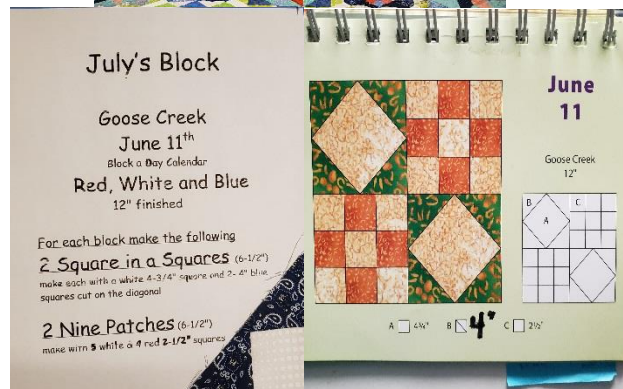 July's Block
Goose Creek
June 11th
Block a Day Calendar
Red, White and Blue
12" finished
For each block make the following
2 Square in a Squares (6-1/2")
make each with a white 4-3/4" square and 2- 4" blue
squares cut on the diagonal
2 Nine Patches (6-1/2")
make with 5 white & 4 red 2-1/2" squares
June
11
Goose Creek
12"
B
C
A
A 4¾" B 4" C 2½"